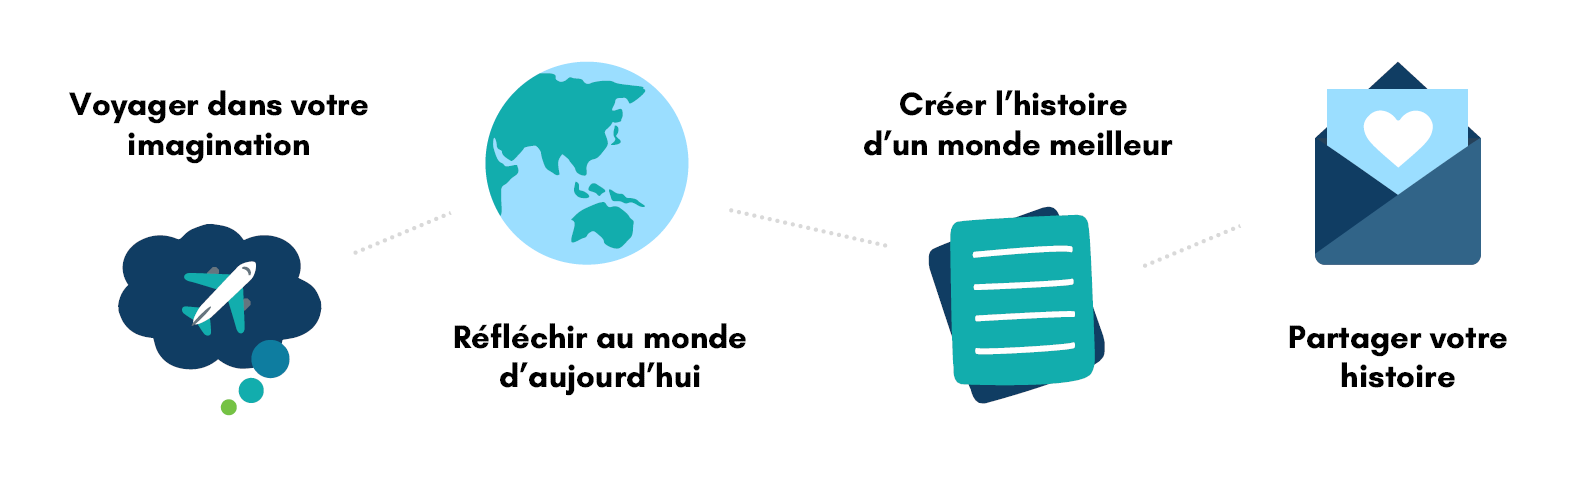 Voyager dans votre
imagination
Réfléchir au monde
d’aujourd’hui
Créer l’histoire
d’un monde meilleur
Partager votre
histoire